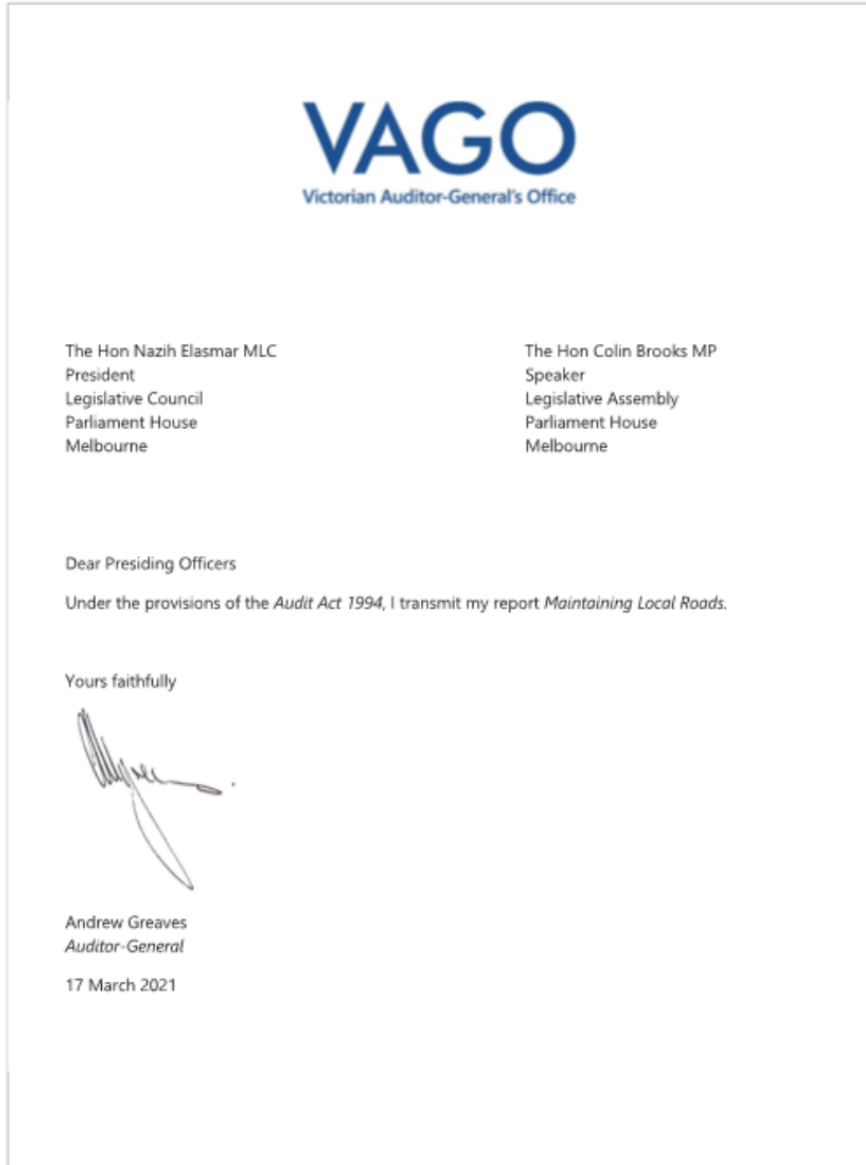 VAGO
Victorian Auditor-General's Office
The Hon Nazih Elasmar MLC
President
Legislative Council
Parliament House
Melbourne
The Hon Colin Brooks MP
Speaker
Legislative Assembly
Parliament House
Melbourne
Dear Presiding Officers
Under the provisions of the Audit Act 1994, I transmit my report Maintaining Local Roads.
Yours faithfully
Andrew Greaves
Auditor-General
17 March 2021